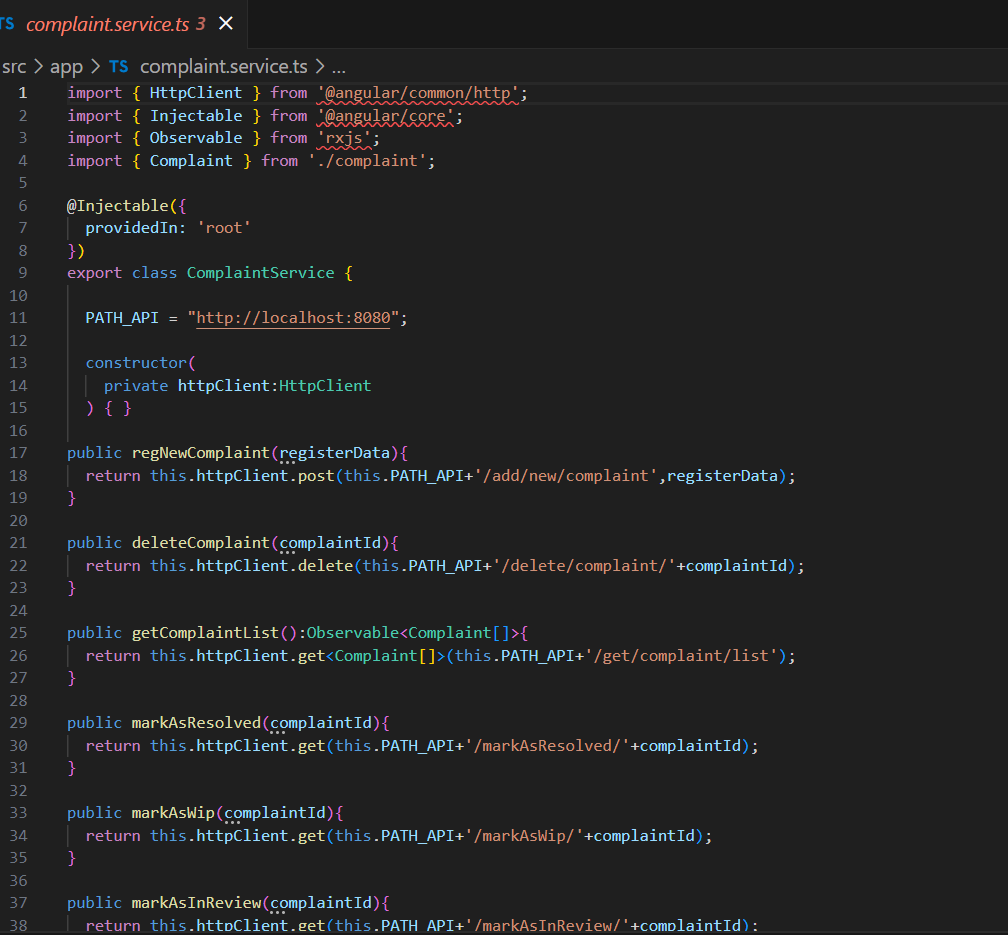 TS complaint.service.ts 3 ×
src > app > TS complaint.service.ts > ...
1 import { HttpClient } from '@angular/common/http';
2 import { Injectable } from '@angular/core';
3 import { Observable } from 'rxjs';
4 import { Complaint } from './complaint';
5
6 @Injectable({
7   providedIn: 'root'
8 })
9 export class ComplaintService {
10
11   PATH_API = "http://localhost:8080";
12
13   constructor(
14     private httpClient:HttpClient
15   ) { }
16
17 public regNewComplaint(registerData){
18   return this.httpClient.post(this.PATH_API+'/add/new/complaint',registerData);
19 }
20
21 public deleteComplaint(complaintId){
22   return this.httpClient.delete(this.PATH_API+'/delete/complaint/'+complaintId);
23 }
24
25 public getComplaintList():Observable<Complaint[]>{
26   return this.httpClient.get<Complaint[]>(this.PATH_API+'/get/complaint/list');
27 }
28
29 public markAsResolved(complaintId){
30   return this.httpClient.get(this.PATH_API+'/markAsResolved/'+complaintId);
31 }
32
33 public markAsWip(complaintId){
34   return this.httpClient.get(this.PATH_API+'/markAsWip/'+complaintId);
35 }
36
37 public markAsInReview(complaintId){
38   return this.httpClient.get(this.PATH_API+'/markAsInReview/'+complaintId);